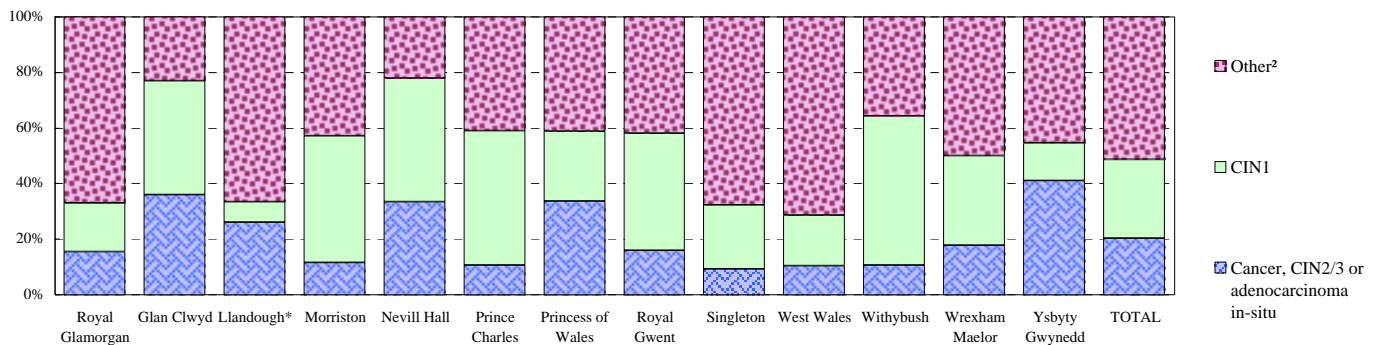 100%
80%
60%
40%
20%
0%
Royal
Glamorgan
Glan Clwyd
Llandough*
Morriston
Nevill Hall
Prince
Charles
Princess of
Wales
Royal
Gwent
Singleton
West Wales
Withybush
Wrexham
Maelor
Ysbyty
Gwynedd
TOTAL
Other²
CIN1
Cancer, CIN2/3 or
adenocarcinoma
in-situ